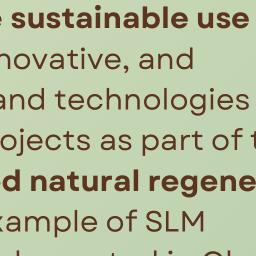 sustainable use
novative, and
and technologies
ojects as part of
d natural regene
xample of SLM